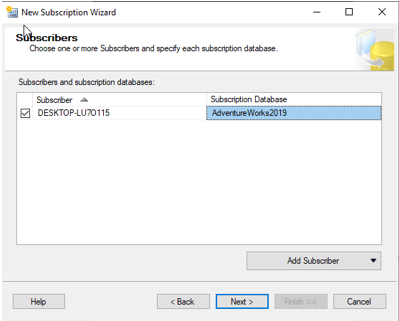 New Subscription Wizard
Subscribers
Choose one or more Subscribers and specify each subscription database.
Subscribers and subscription databases:
Subscriber Subscription Database
DESKTOP-LU7O115 AdventureWorks2019
Add Subscriber
Help < Back Next > Finish >>| Cancel